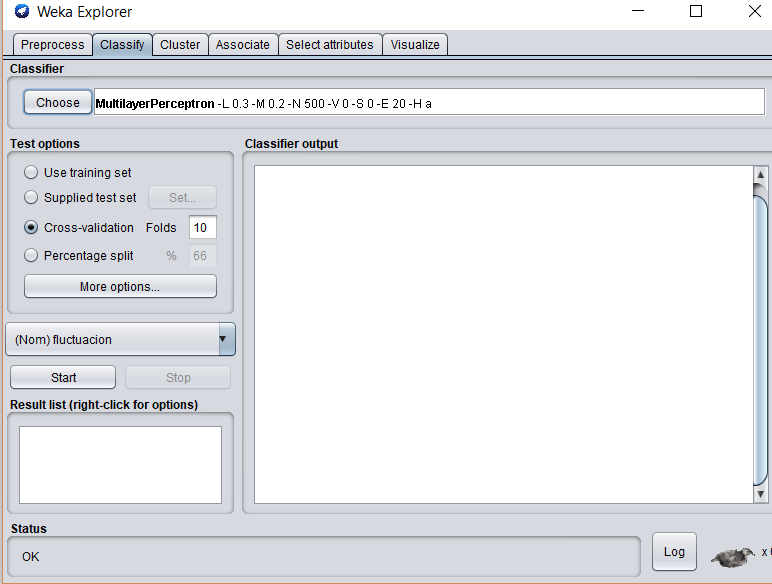 Weka Explorer
Preprocess Classify Cluster Associate Select attributes Visualize
Classifier
Choose MultilayerPerceptron -L 0.3 -M 0.2 -N 500 -V 0 -S 0 -E 20 -H a
Test options
Use training set
Supplied test set Set...
Cross-validation Folds 10
Percentage split % 66
More options...
(Nom) fluctuacion
Start Stop
Result list (right-click for options)
Classifier output
Status
OK
Log
x